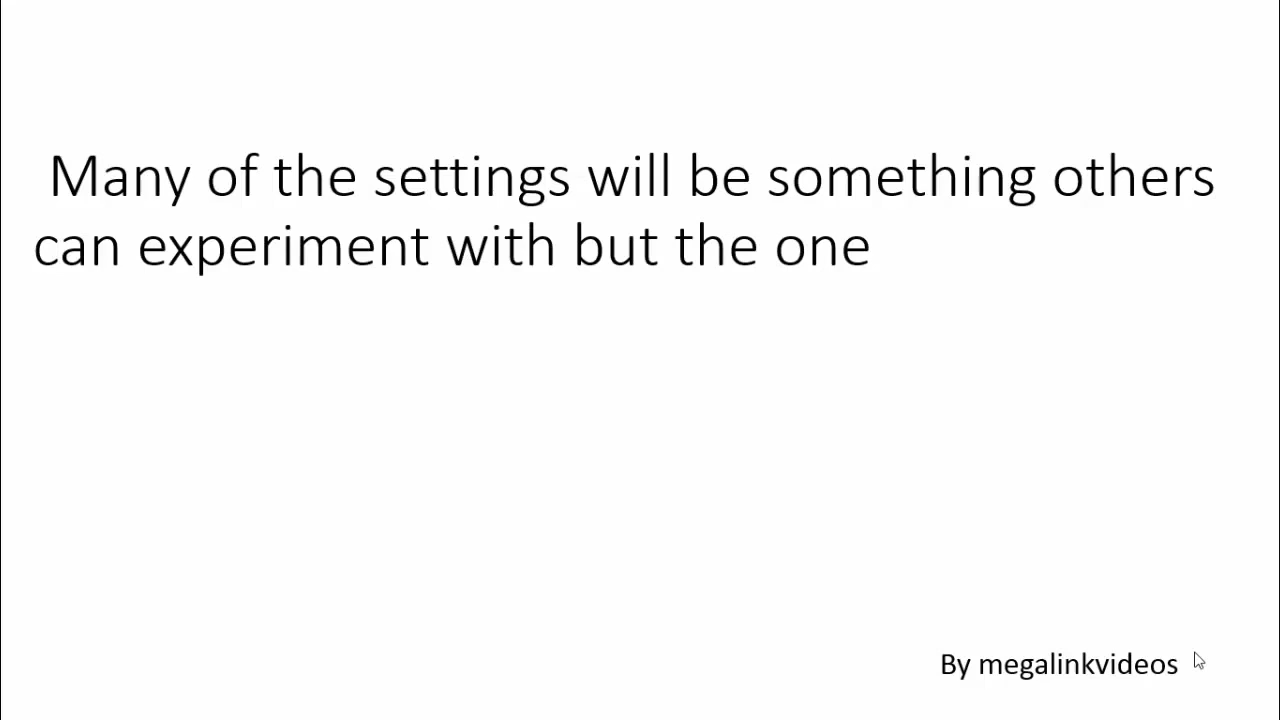 Many of the settings will be something others
can experiment with but the one
By megalinkvideos